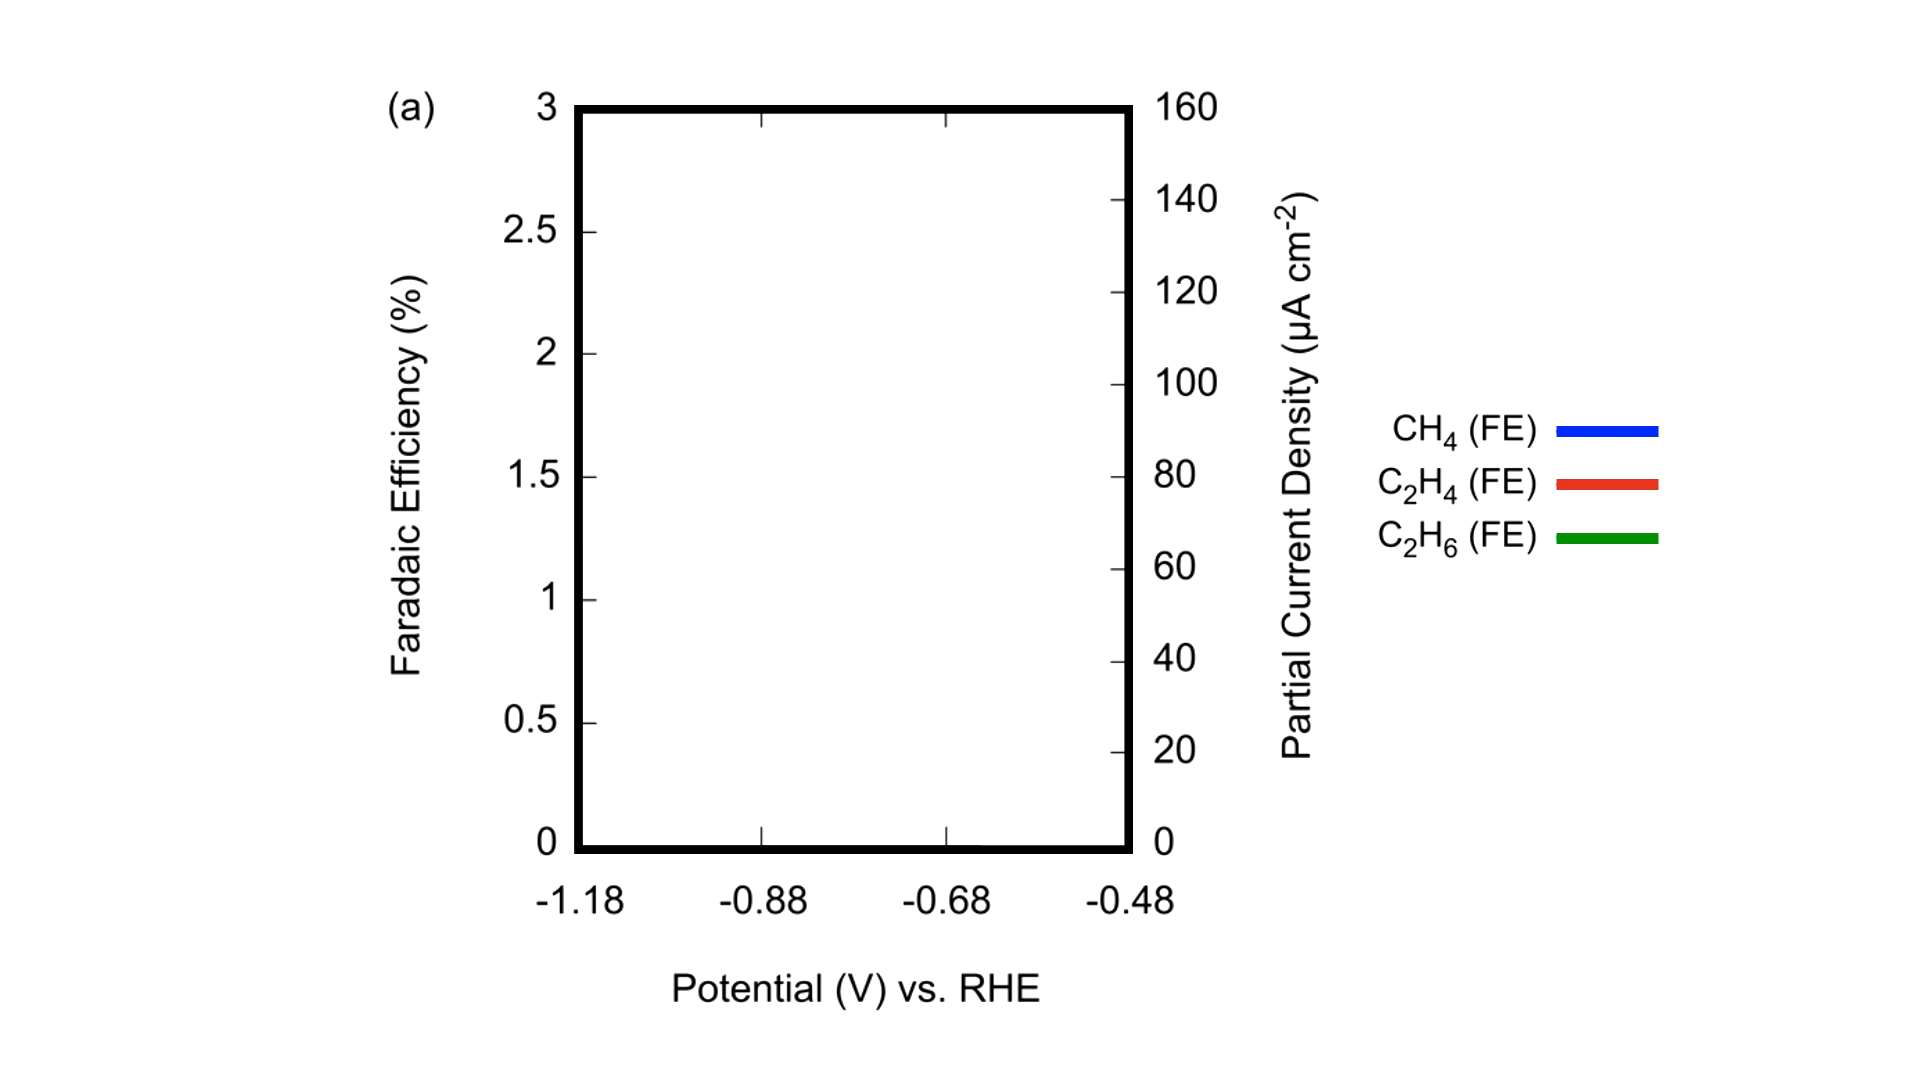 (a)
3
2.5
2
1.5
1
0.5
0
Faradaic Efficiency (%)
160
140
120
100
80
60
40
20
0
Partial Current Density (µA cm⁻²)
-1.18 -0.88 -0.68 -0.48
Potential (V) vs. RHE
CH₄ (FE)
C₂H₄ (FE)
C₂H₆ (FE)